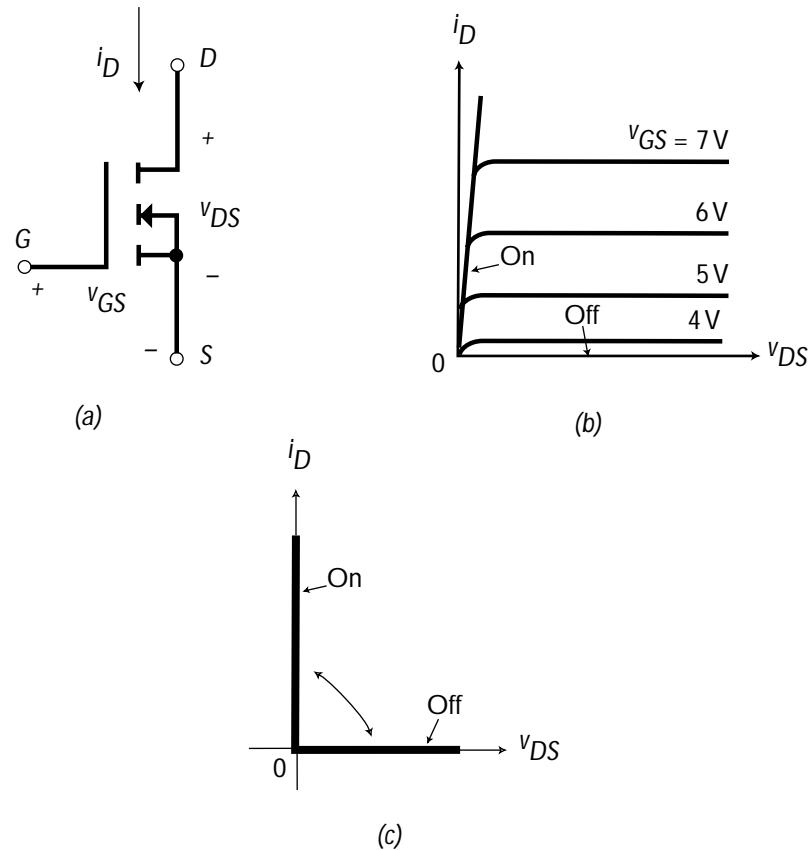 i_D
D
+
G
v_DS
+
v_GS
−
−
S
(a)
i_D
v_GS = 7 V
6 V
On
5 V
Off
4 V
0
v_DS
(b)
i_D
On
Off
0
v_DS
(c)